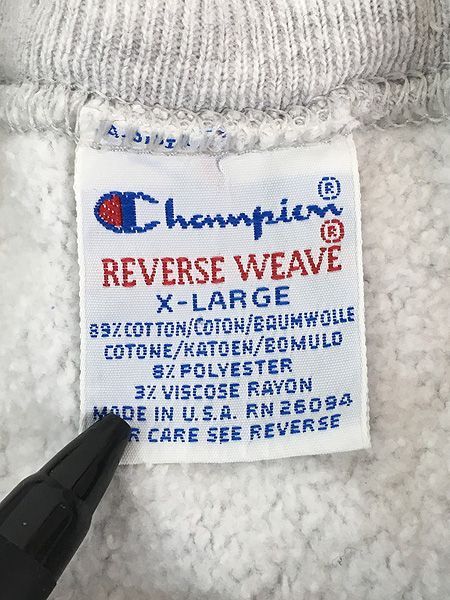 Champion®
REVERSE WEAVE®
X-LARGE
89% COTTON/COTON/BAUMWOLLE
COTONE/KATOEN/BOMULD
8% POLYESTER
3% VISCOSE RAYON
MADE IN U.S.A. RN 26094
CARE SEE REVERSE